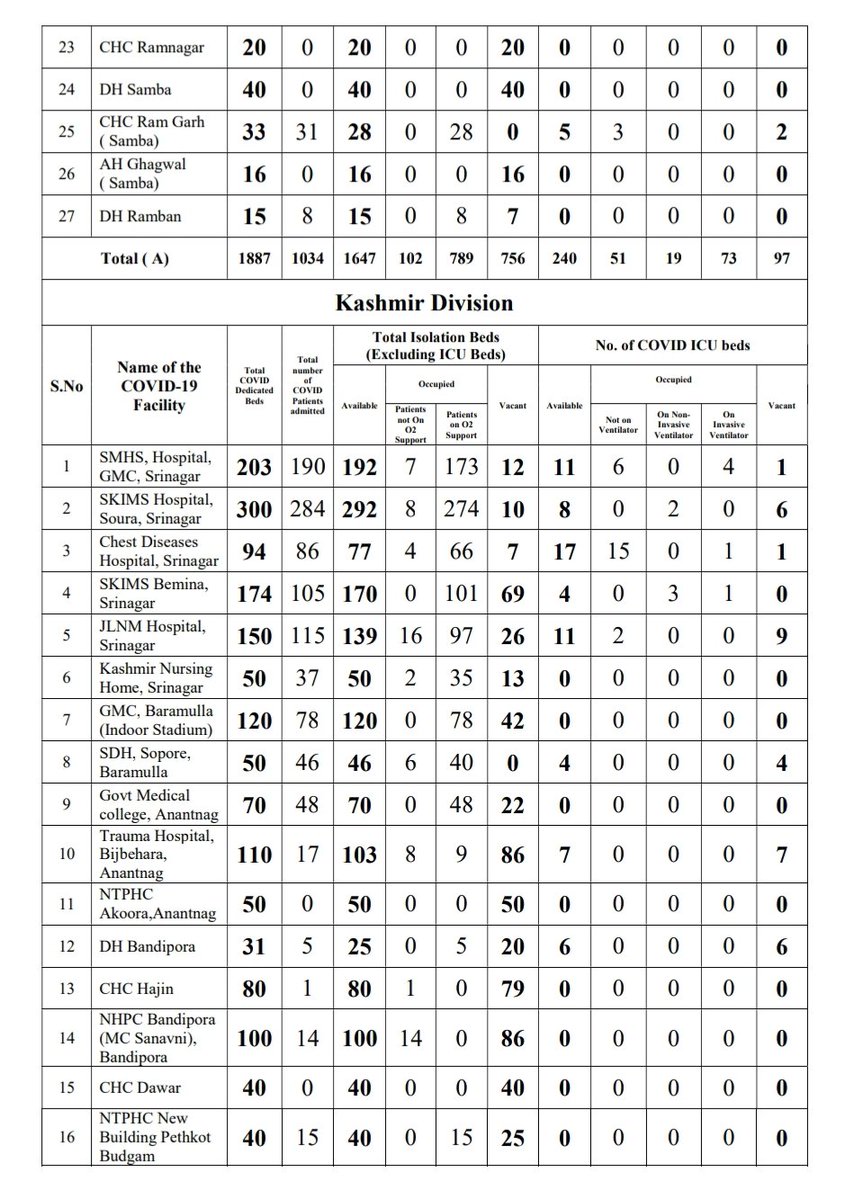 23 CHC Ramnagar 20 0 20 0 0 20 0 0 0 0 0
24 DH Samba 40 0 40 0 0 40 0 0 0 0 0
25 CHC Ram Garh ( Samba) 33 31 28 0 28 0 5 3 0 0 2
26 AH Ghagwal ( Samba) 16 0 16 0 0 16 0 0 0 0 0
27 DH Ramban 15 8 15 0 8 7 0 0 0 0 0
Total ( A) 1887 1034 1647 102 789 756 240 51 19 73 97
Kashmir Division
S.No
Name of the
COVID-19
Facility
Total
COVID
Dedicated
Beds
Total
number
of
COVID
Patients
admitted
Total Isolation Beds
(Excluding ICU Beds)
No. of COVID ICU beds
Available
Occupied
Patients
not On
O2
Support
Patients
on O2
Support
Vacant
Available
Occupied
Not on
Ventilator
On Non-
Invasive
Ventilator
On
Invasive
Ventilator
Vacant
1 SMHS, Hospital, GMC, Srinagar 203 190 192 7 173 12 11 6 0 4 1
2 SKIMS Hospital, Soura, Srinagar 300 284 292 8 274 10 8 0 2 0 6
3 Chest Diseases Hospital, Srinagar 94 86 77 4 66 7 17 15 0 1 1
4 SKIMS Bemina, Srinagar 174 105 170 0 101 69 4 0 3 1 0
5 JLNM Hospital, Srinagar 150 115 139 16 97 26 11 2 0 0 9
6 Kashmir Nursing Home, Srinagar 50 37 50 2 35 13 0 0 0 0 0
7 GMC, Baramulla (Indoor Stadium) 120 78 120 0 78 42 0 0 0 0 0
8 SDH, Sopore, Baramulla 50 46 46 6 40 0 4 0 0 0 4
9 Govt Medical college, Anantnag 70 48 70 0 48 22 0 0 0 0 0
10 Trauma Hospital, Bijbehara, Anantnag 110 17 103 8 9 86 7 0 0 0 7
11 NTPHC Akoora,Anantnag 50 0 50 0 0 50 0 0 0 0 0
12 DH Bandipora 31 5 25 0 5 20 6 0 0 0 6
13 CHC Hajin 80 1 80 1 0 79 0 0 0 0 0
14 NHPC Bandipora (MC Sanavni), Bandipora 100 14 100 14 0 86 0 0 0 0 0
15 CHC Dawar 40 0 40 0 0 40 0 0 0 0 0
16 NTPHC New Building Pethkot Budgam 40 15 40 0 15 25 0 0 0 0 0